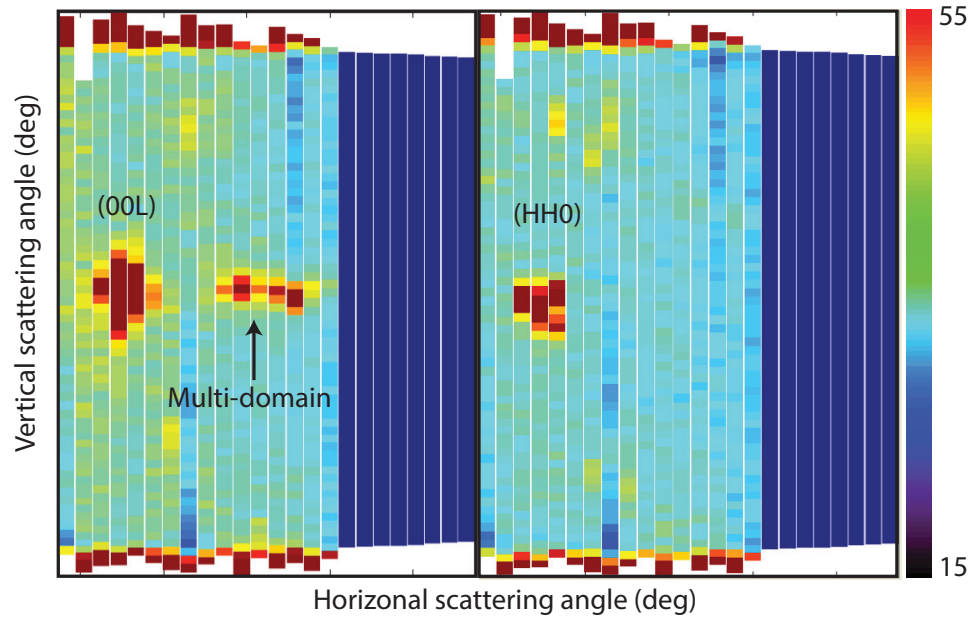 55
(00L)
(HH0)
Multi-domain
Vertical scattering angle (deg)
15
Horizonal scattering angle (deg)